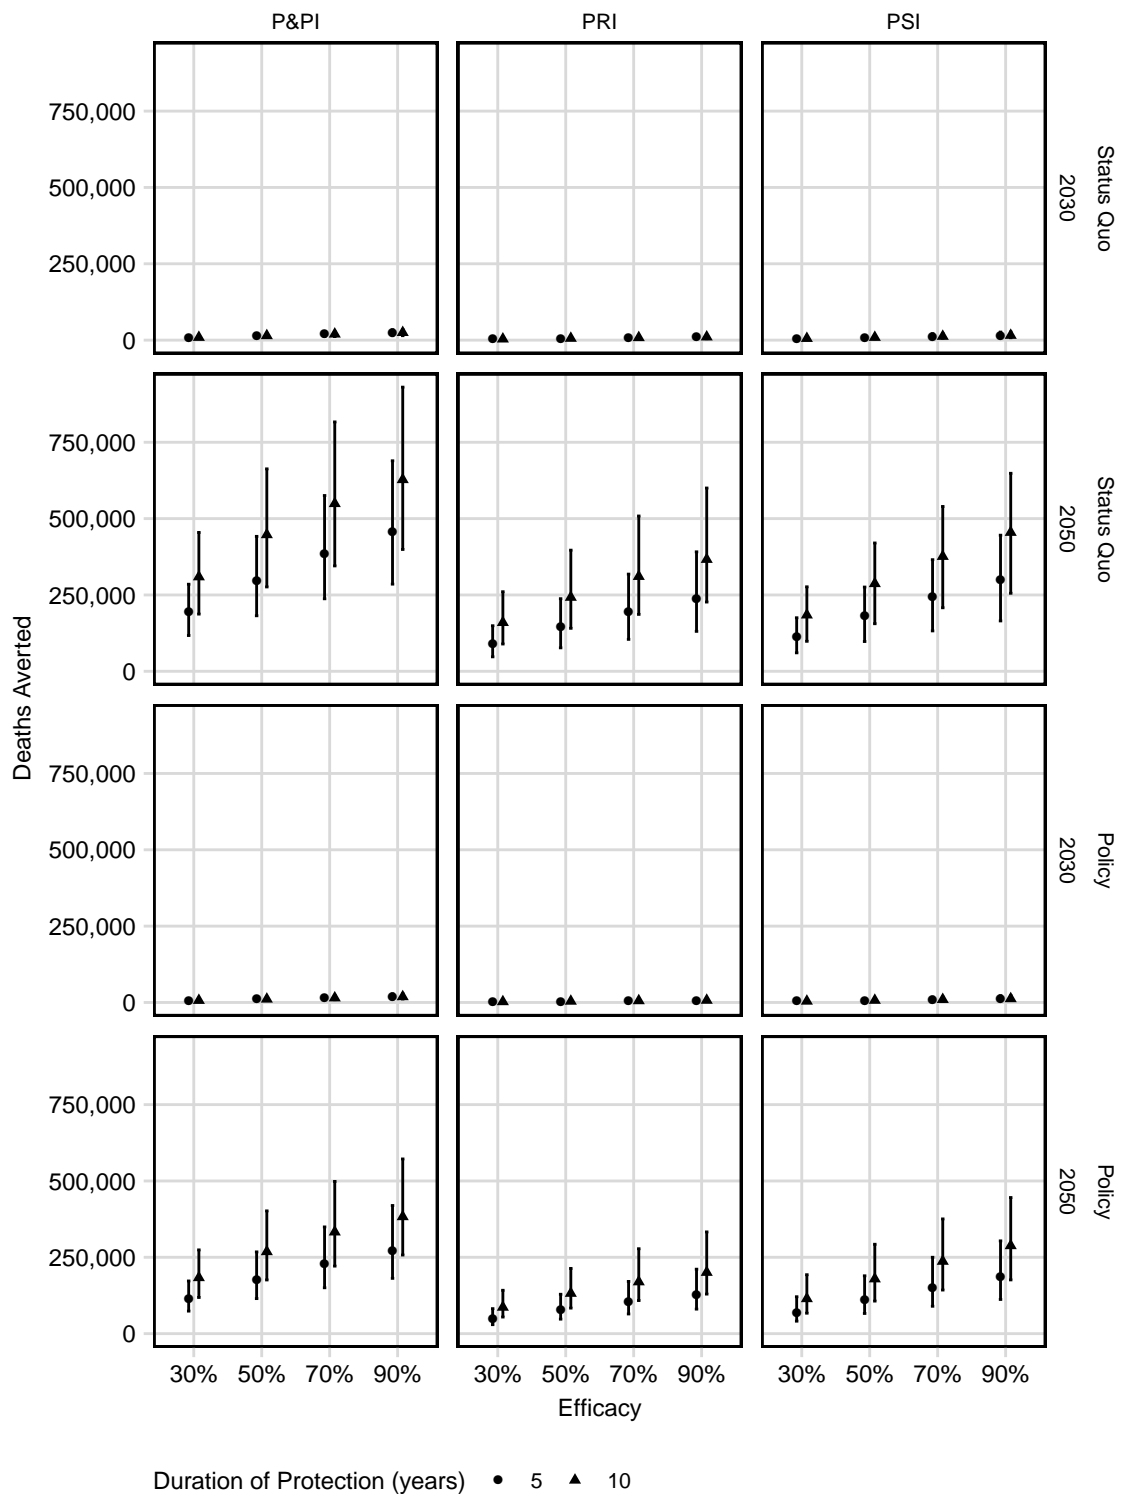 P&PI PRI PSI
750,000
500,000
250,000
0
Status Quo
2030
750,000
500,000
250,000
0
Status Quo
2050
Deaths Averted
750,000
500,000
250,000
0
Policy
2030
750,000
500,000
250,000
0
Policy
2050
30% 50% 70% 90% 30% 50% 70% 90% 30% 50% 70% 90%
Efficacy
Duration of Protection (years) 5 10